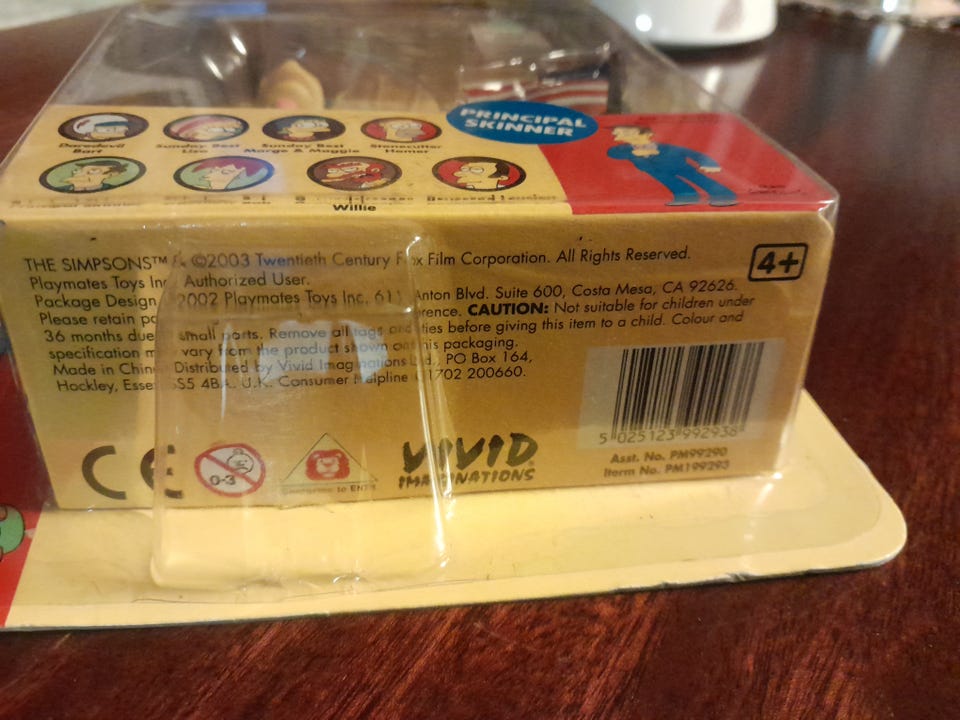 PRINCIPAL
SKINNER
Daredevil Bart
Sunday Best Lisa
Sunday Best Marge & Maggie
Stonecutter Homer
Willie
THE SIMPSONS™ & ©2003 Twentieth Century Fox Film Corporation. All Rights Reserved.
Playmates Toys Inc. Authorized User.
Package Design 2002 Playmates Toys Inc. 611 Anton Blvd. Suite 600, Costa Mesa, CA 92626.
Please retain CAUTION: Not suitable for children under
36 months due small parts. Remove all tags and ties before giving this item to a child. Colour and
specification vary from the product shown on this packaging.
Made in China Distributed by Vivid Imaginations Ltd., PO Box 164,
Hockley, Essex SS5 4BA. U.K. Consumer Helpline 01702 200660.
4+
CE
0-3
VIVID
IMAGINATIONS
5 025123 992938
Asst. No. PM99290
Iterm No. PM199293